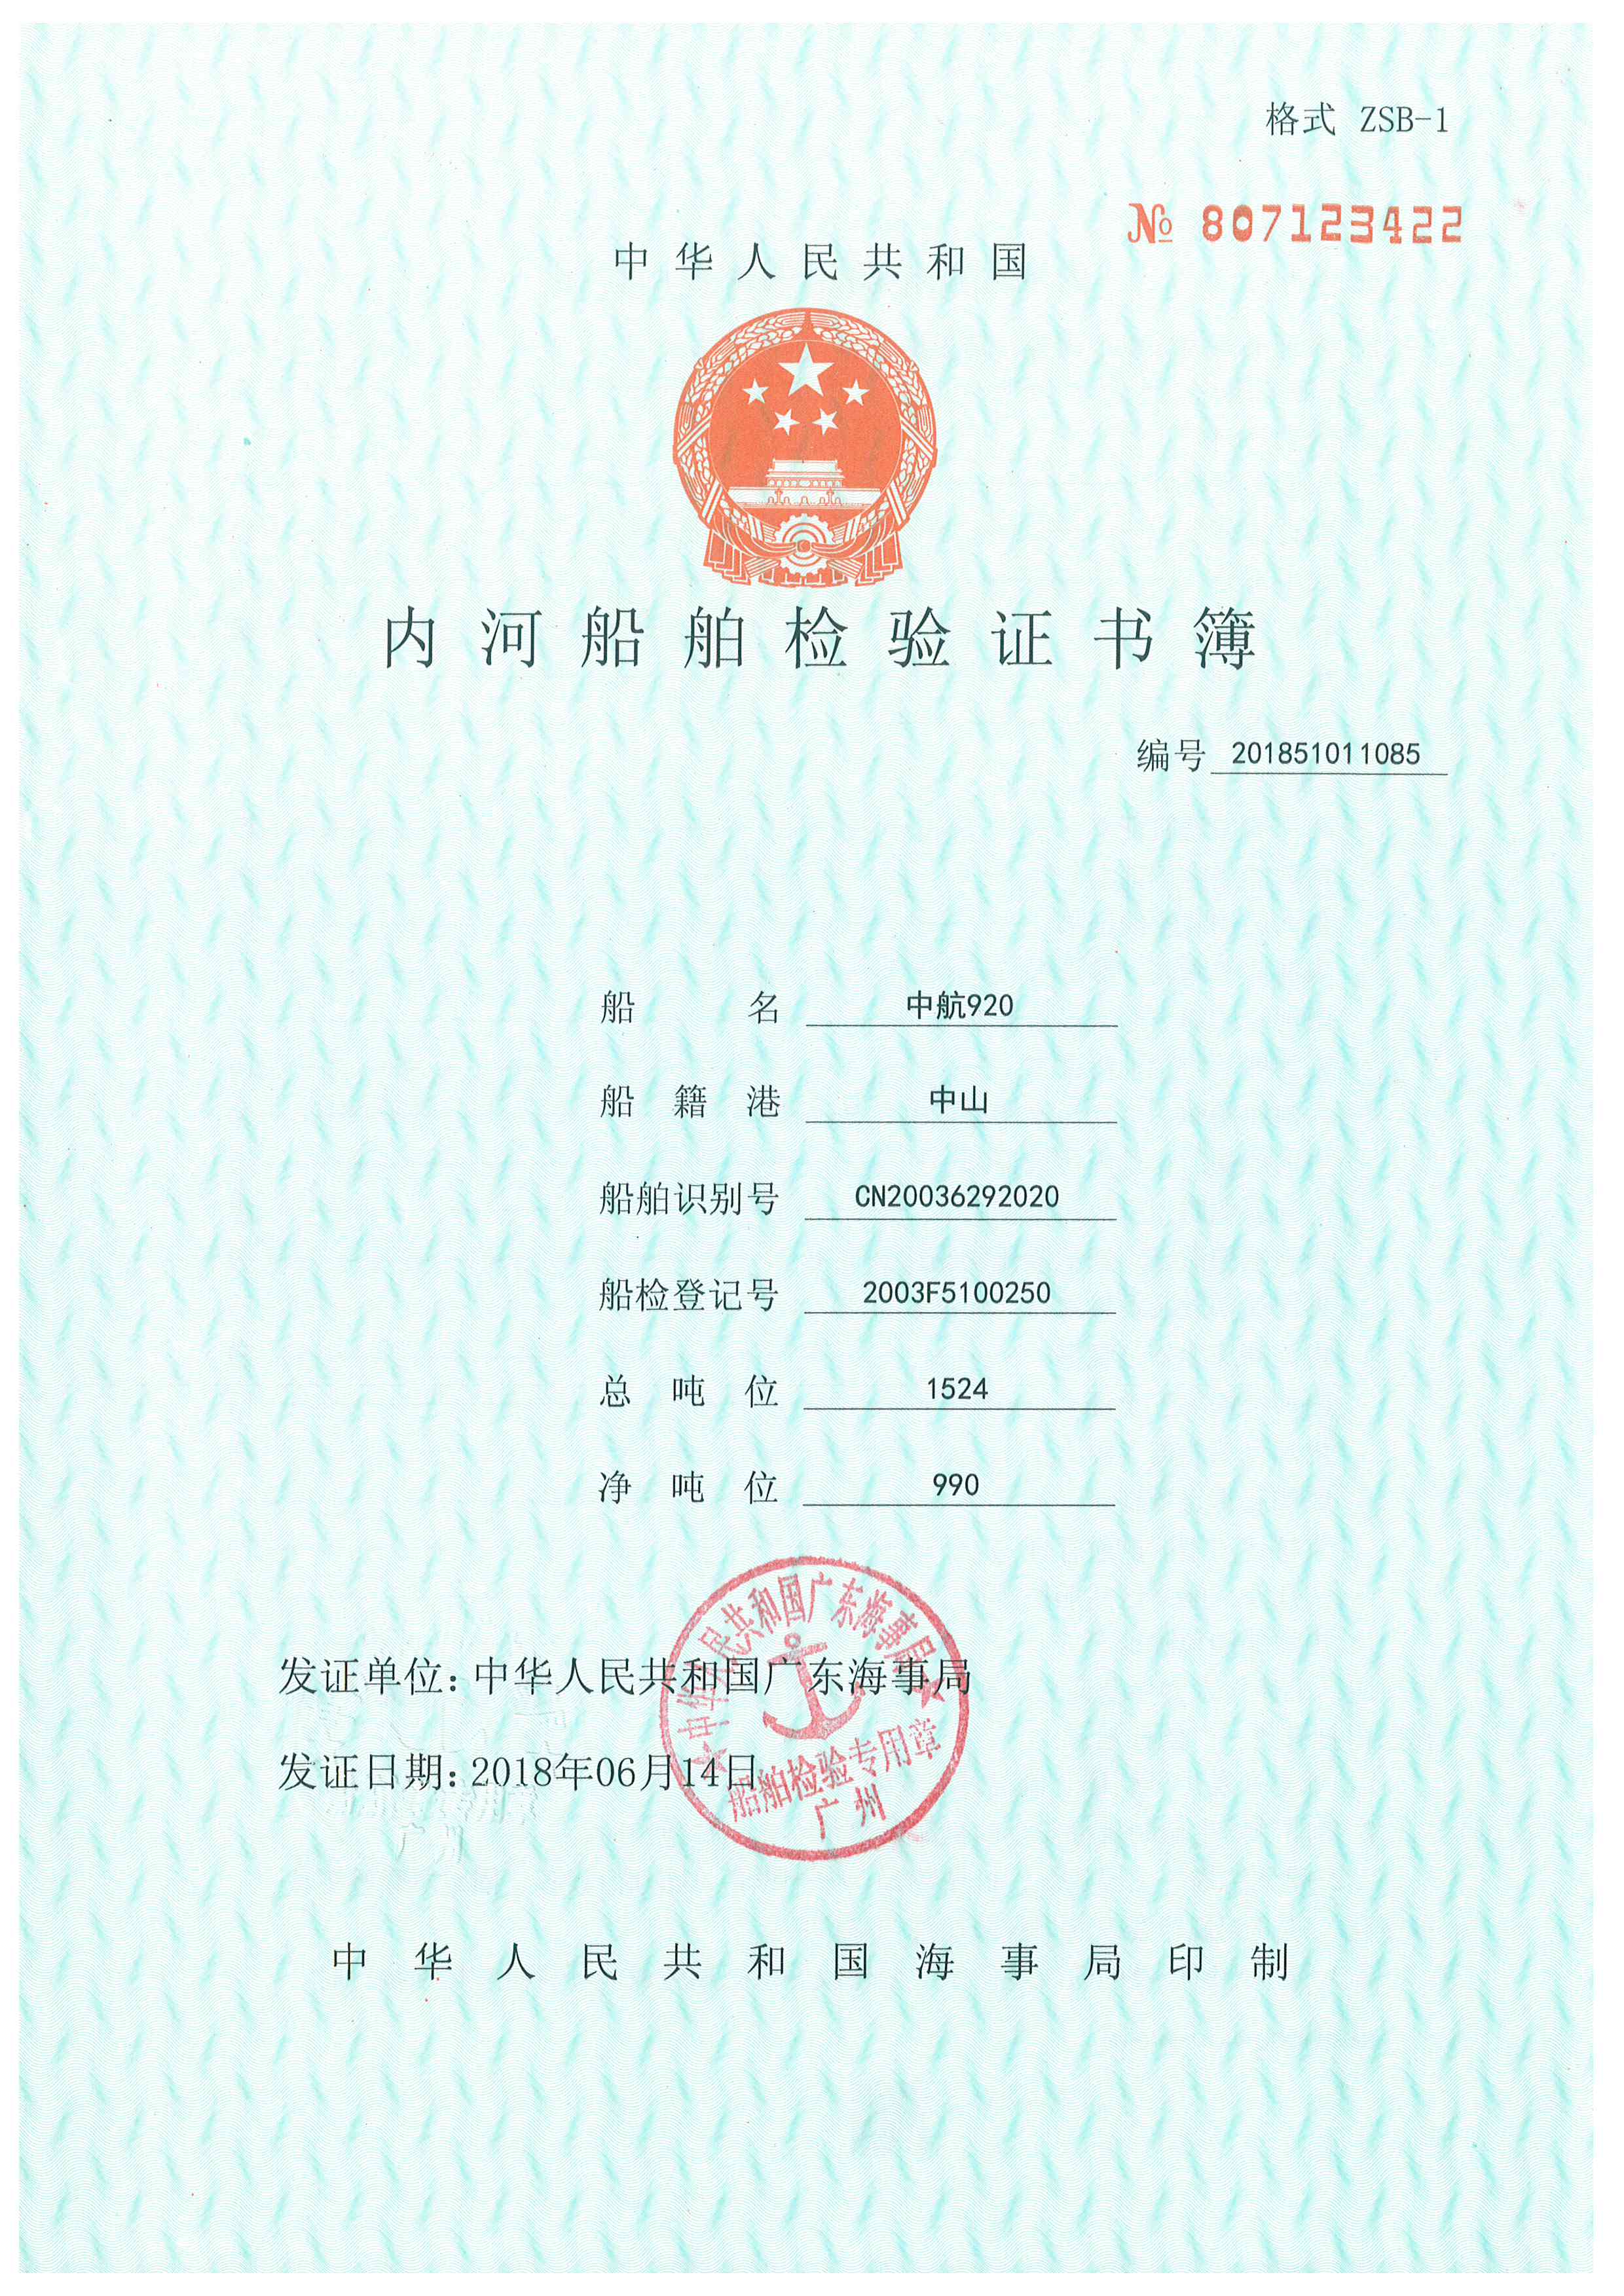 格式 ZSB-1
№ 807123422
中华人民共和国
内河船舶检验证书簿
编号 201851011085
船名 中航920
船籍港 中山
船舶识别号 CN20036292020
船检登记号 2003F5100250
总吨位 1524
净吨位 990
中华人民共和国广东海事局
发证单位:中华人民共和国广东海事局
发证日期:2018年06月14日
船舶检验专用章
广州
中华人民共和国海事局印制